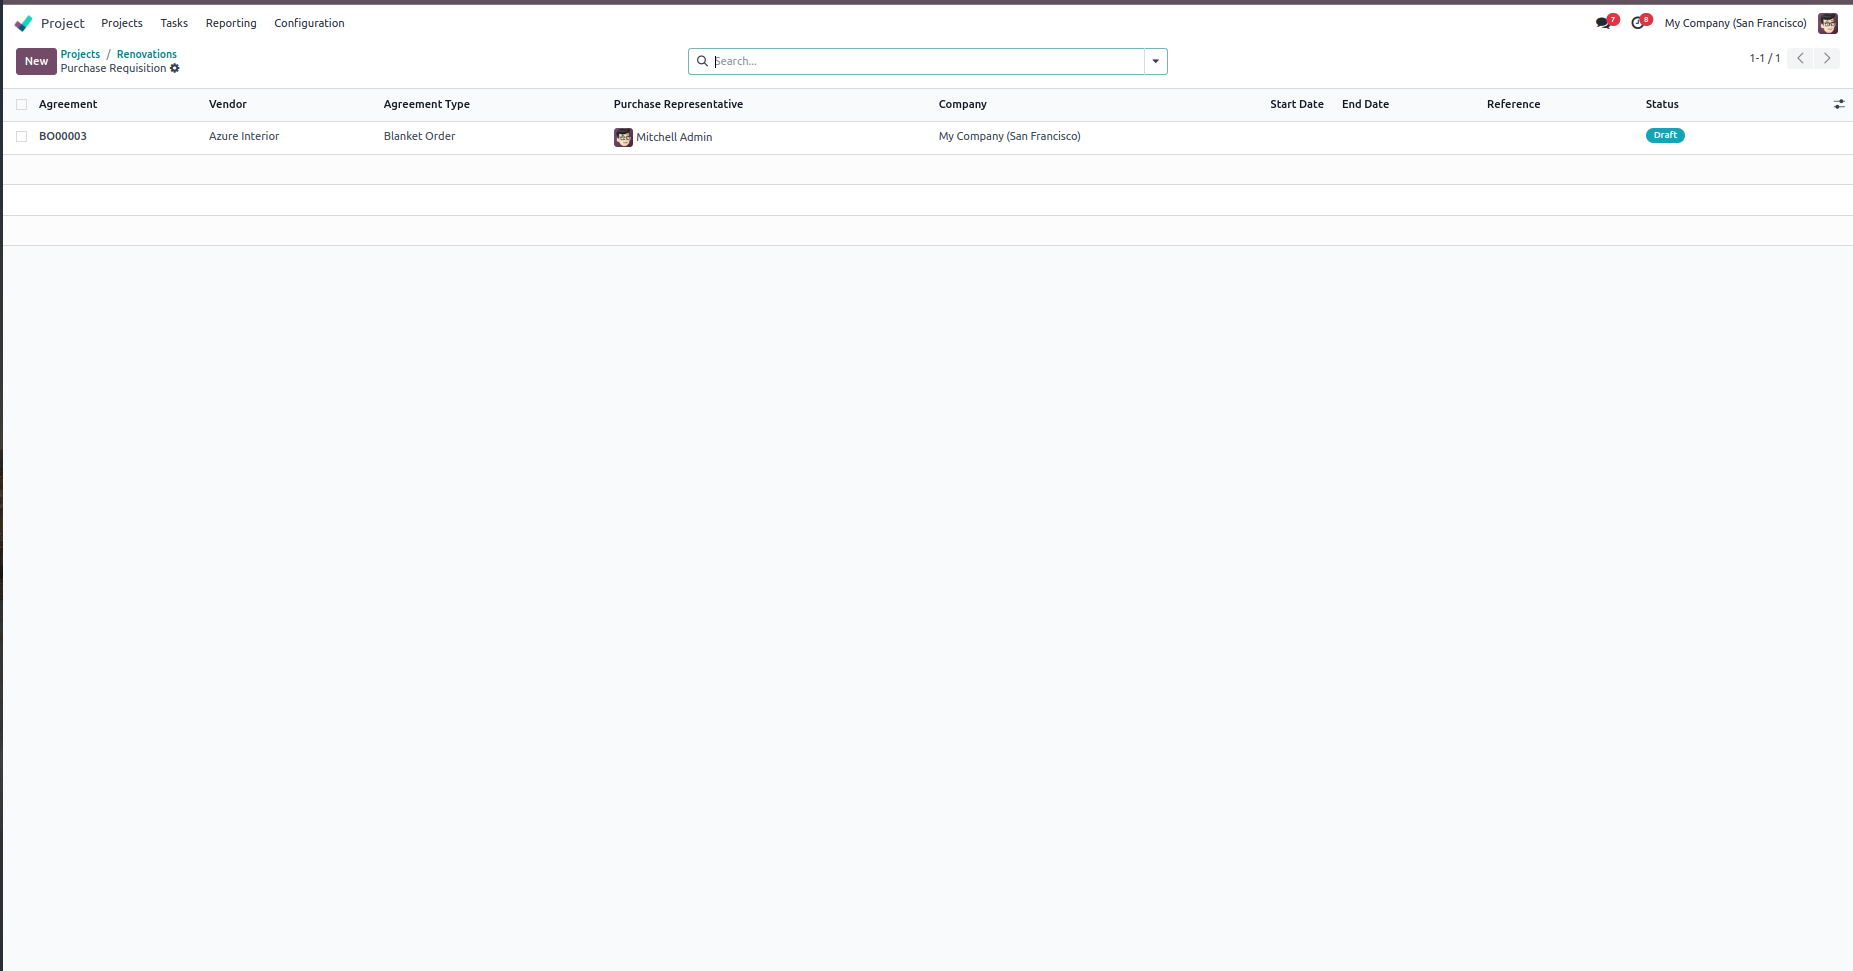 Project Projects Tasks Reporting Configuration 7 8 My Company (San Francisco)
New Projects / Renovations Search... 1-1 / 1
Purchase Requisition
Agreement Vendor Agreement Type Purchase Representative Company Start Date End Date Reference Status
BO00003 Azure Interior Blanket Order Mitchell Admin My Company (San Francisco) Draft